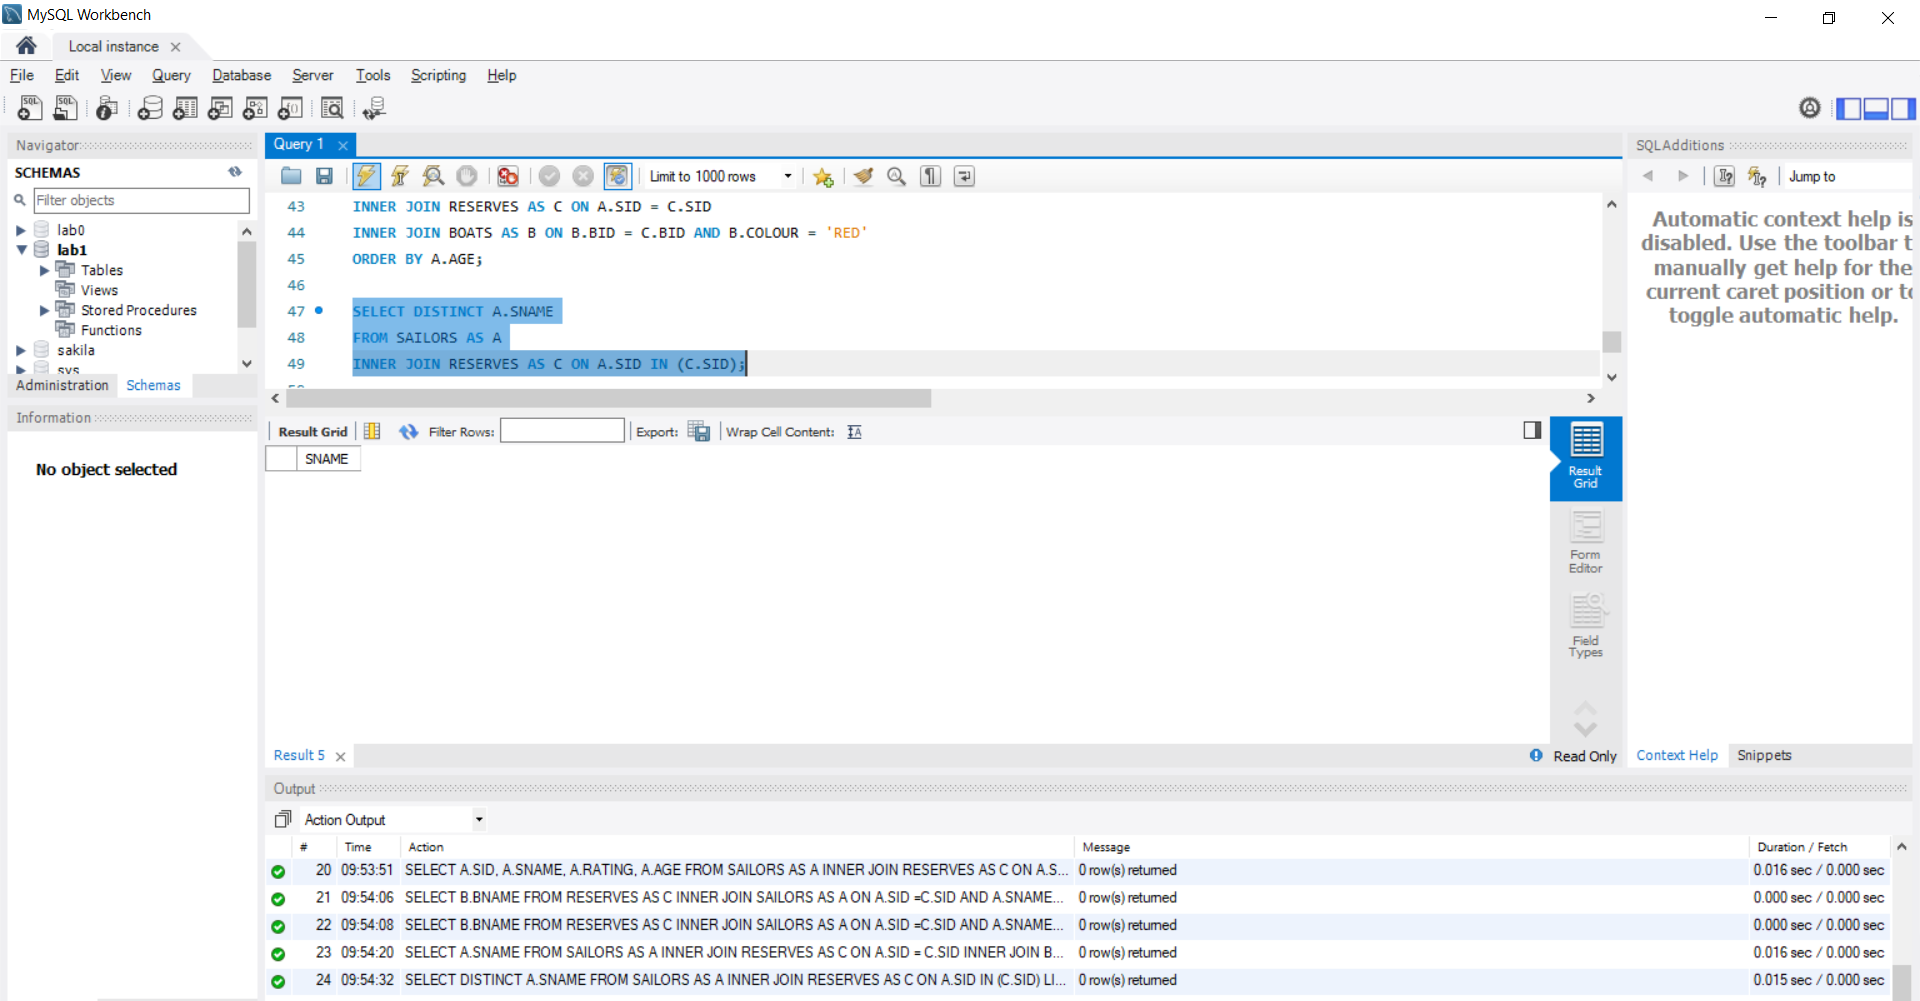 MySQL Workbench
Local instance
File Edit View Query Database Server Tools Scripting Help
Navigator
SCHEMAS
Filter objects
lab0
lab1
Tables
Views
Stored Procedures
Functions
sakila
sys
Administration Schemas
Information
No object selected
Query 1
Limit to 1000 rows
43 INNER JOIN RESERVES AS C ON A.SID = C.SID
44 INNER JOIN BOATS AS B ON B.BID = C.BID AND B.COLOUR = 'RED'
45 ORDER BY A.AGE;
46
47 SELECT DISTINCT A.SNAME
48 FROM SAILORS AS A
49 INNER JOIN RESERVES AS C ON A.SID IN (C.SID);
Result Grid Filter Rows: Export: Wrap Cell Content:
SNAME
Result
Grid
Form
Editor
Field
Types
Result 5
Read Only
SQLAdditions
Jump to
Automatic context help is
disabled. Use the toolbar t
manually get help for the
current caret position or to
toggle automatic help.
Context Help Snippets
Output
Action Output
# Time Action Message Duration / Fetch
20 09:53:51 SELECT A.SID, A.SNAME, A.RATING, A.AGE FROM SAILORS AS A INNER JOIN RESERVES AS C ON A.S... 0 row(s) returned 0.016 sec / 0.000 sec
21 09:54:06 SELECT B.BNAME FROM RESERVES AS C INNER JOIN SAILORS AS A ON A.SID =C.SID AND A.SNAME... 0 row(s) returned 0.000 sec / 0.000 sec
22 09:54:08 SELECT B.BNAME FROM RESERVES AS C INNER JOIN SAILORS AS A ON A.SID =C.SID AND A.SNAME... 0 row(s) returned 0.000 sec / 0.000 sec
23 09:54:20 SELECT A.SNAME FROM SAILORS AS A INNER JOIN RESERVES AS C ON A.SID = C.SID INNER JOIN B... 0 row(s) returned 0.016 sec / 0.000 sec
24 09:54:32 SELECT DISTINCT A.SNAME FROM SAILORS AS A INNER JOIN RESERVES AS C ON A.SID IN (C.SID) LI... 0 row(s) returned 0.015 sec / 0.000 sec